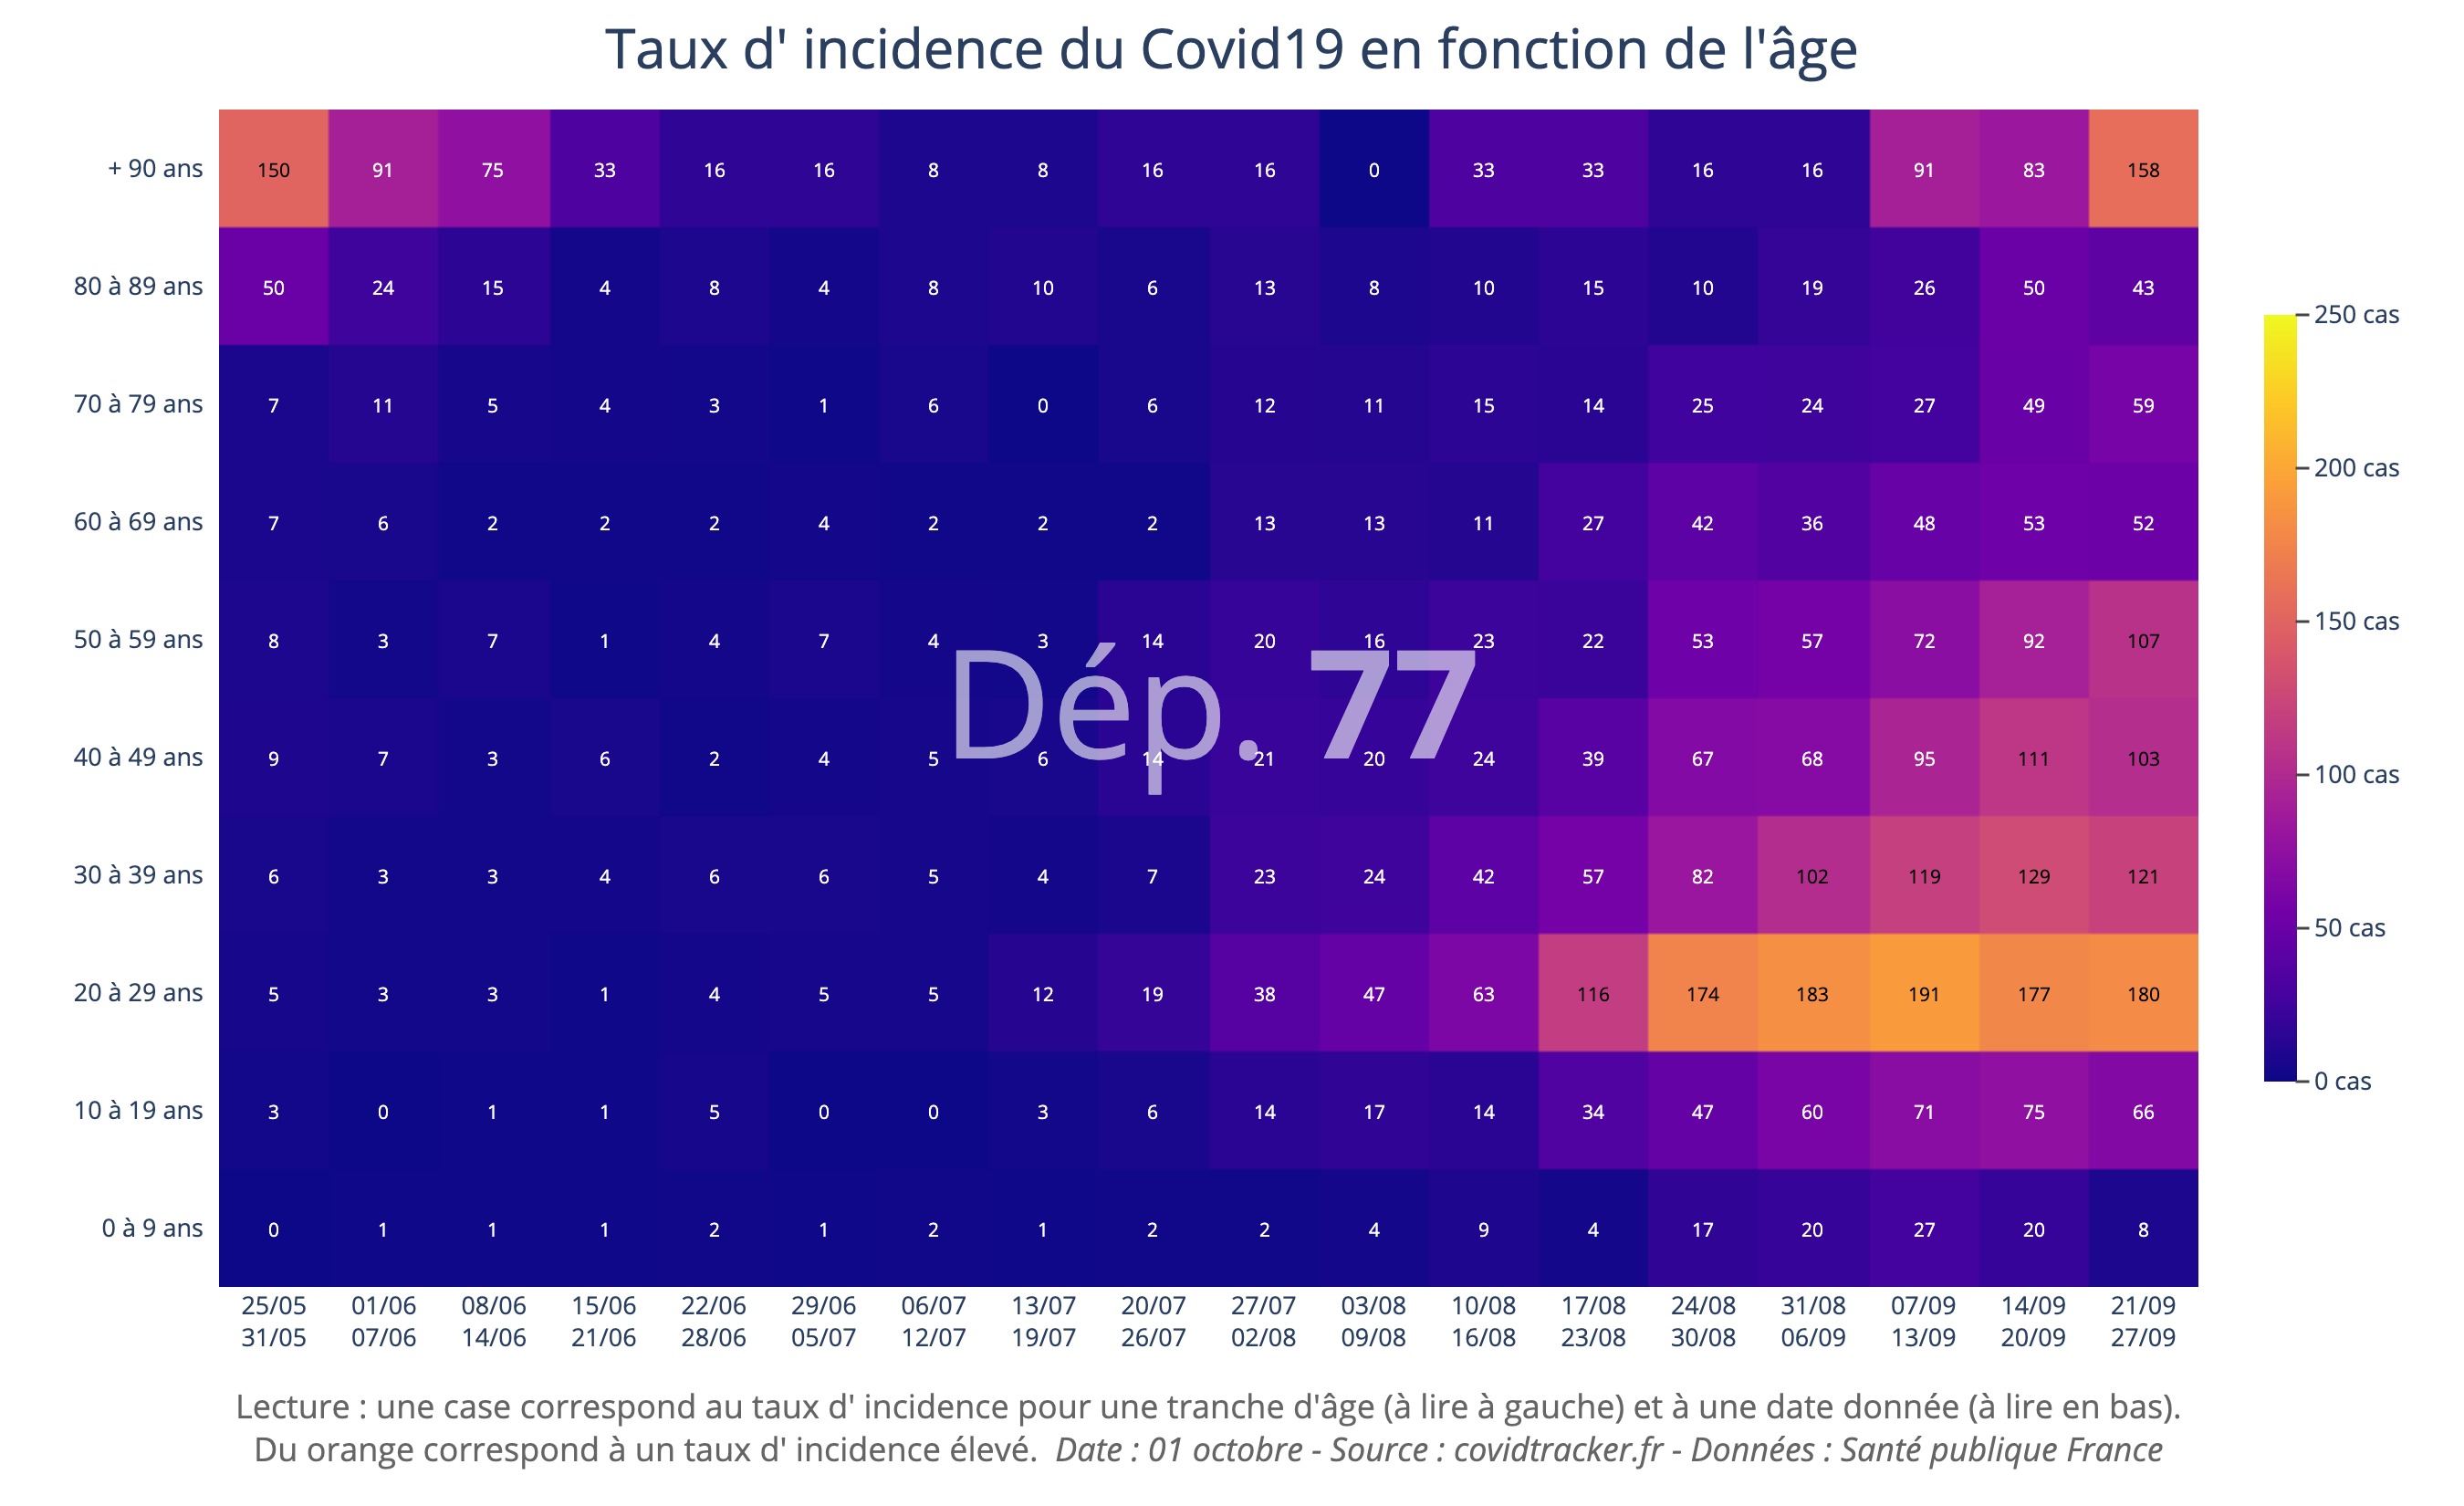 Taux d' incidence du Covid19 en fonction de l'âge
+ 90 ans 150 91 75 33 16 16 8 8 16 16 0 33 33 16 16 91 83 158
80 à 89 ans 50 24 15 4 8 4 8 10 6 13 8 10 15 10 19 26 50 43
250 cas
70 à 79 ans 7 11 5 4 3 1 6 0 6 12 11 15 14 25 24 27 49 59
200 cas
60 à 69 ans 7 6 2 2 2 4 2 2 2 13 13 11 27 42 36 48 53 52
150 cas
50 à 59 ans 8 3 7 1 4 7 4 3 14 20 16 23 22 53 57 72 92 107
Dép. 77
40 à 49 ans 9 7 3 6 2 4 5 6 14 21 20 24 39 67 68 95 111 103
100 cas
30 à 39 ans 6 3 3 4 6 6 5 4 7 23 24 42 57 82 102 119 129 121
50 cas
20 à 29 ans 5 3 3 1 4 5 5 12 19 38 47 63 116 174 183 191 177 180
0 cas
10 à 19 ans 3 0 1 1 5 0 0 3 6 14 17 14 34 47 60 71 75 66
0 à 9 ans 0 1 1 1 2 1 2 1 2 2 4 9 4 17 20 27 20 8
25/05 01/06 08/06 15/06 22/06 29/06 06/07 13/07 20/07 27/07 03/08 10/08 17/08 24/08 31/08 07/09 14/09 21/09
31/05 07/06 14/06 21/06 28/06 05/07 12/07 19/07 26/07 02/08 09/08 16/08 23/08 30/08 06/09 13/09 20/09 27/09
Lecture : une case correspond au taux d' incidence pour une tranche d'âge (à lire à gauche) et à une date donnée (à lire en bas).
Du orange correspond à un taux d' incidence élevé. Date : 01 octobre - Source : covidtracker.fr - Données : Santé publique France